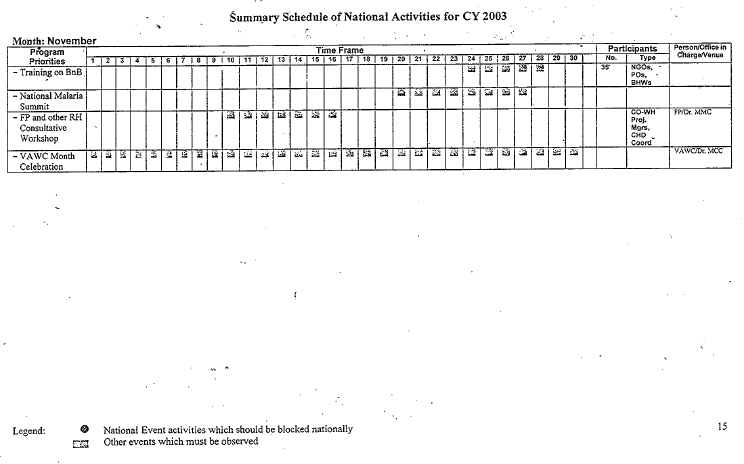 Summary Schedule of National Activities for CY 2003
Month: November
Program Priorities Time Frame Participants Person/Office in Charge/Venue
1 2 3 4 5 6 7 8 9 10 11 12 13 14 15 16 17 18 19 20 21 22 23 24 25 26 27 28 29 30 No. Type
– Training on BnB 35 NGOs, POs, BHWs
– National Malaria Summit
– FP and other RH Consultative Workshop CO-WH Proj. Mgrs, CHD Coord FP/Dr. MMC
– VAWC Month Celebration VAWC/Dr. MCC
Legend: National Event activities which should be blocked nationally
Other events which must be observed
15